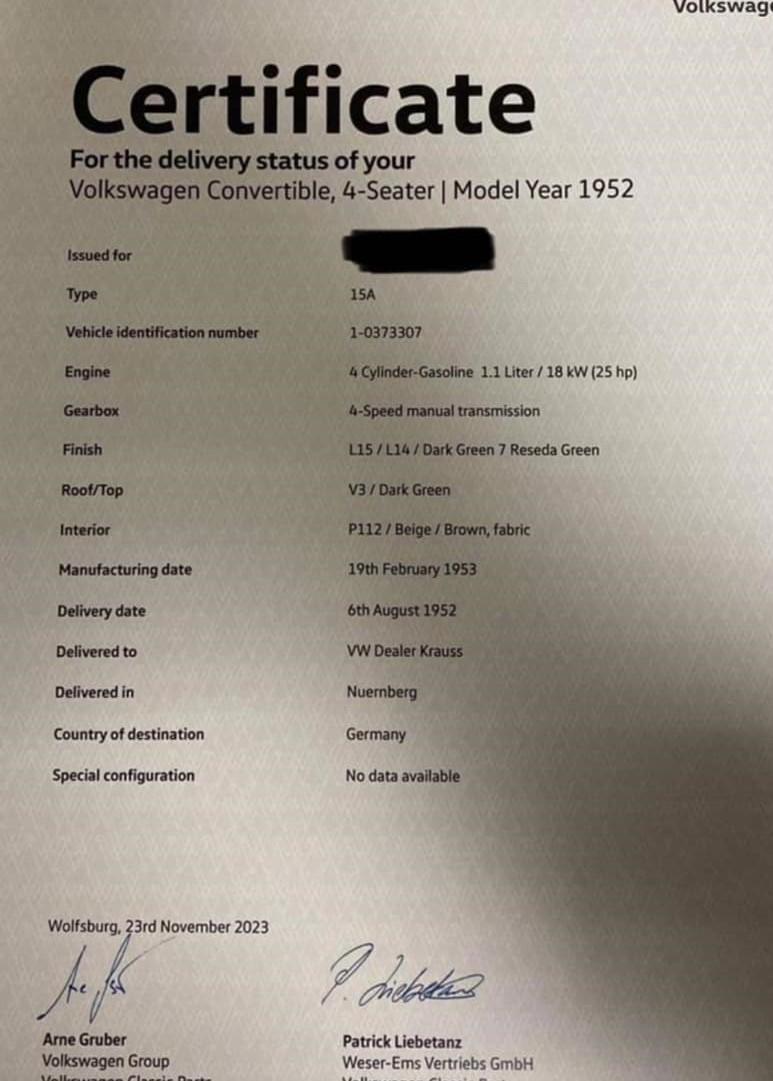 Volkswag
Certificate
For the delivery status of your
Volkswagen Convertible, 4-Seater | Model Year 1952
Issued for
Type 15A
Vehicle identification number 1-0373307
Engine 4 Cylinder-Gasoline 1.1 Liter / 18 kW (25 hp)
Gearbox 4-Speed manual transmission
Finish L15 / L14 / Dark Green 7 Reseda Green
Roof/Top V3 / Dark Green
Interior P112 / Beige / Brown, fabric
Manufacturing date 19th February 1953
Delivery date 6th August 1952
Delivered to VW Dealer Krauss
Delivered in Nuernberg
Country of destination Germany
Special configuration No data available
Wolfsburg, 23rd November 2023
P. Liebetanz
Arne Gruber Patrick Liebetanz
Volkswagen Group Weser-Ems Vertriebs GmbH